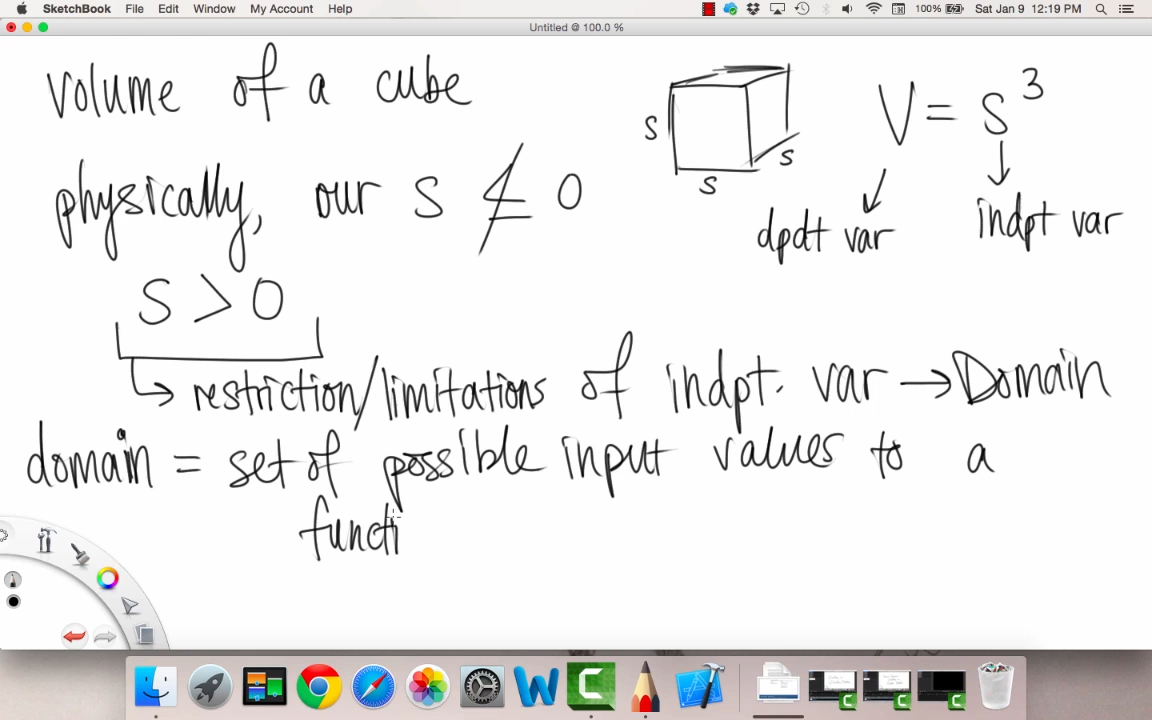 SketchBook File Edit Window My Account Help 100% Sat Jan 9 12:19 PM
Untitled @ 100.0 %
volume of a cube
V = s³
s
s
s
physically, our s ≰ 0
dpdt var
indpt var
s > 0
restriction/limitations of indpt. var → Domain
domain = set of possible input values to a
functi